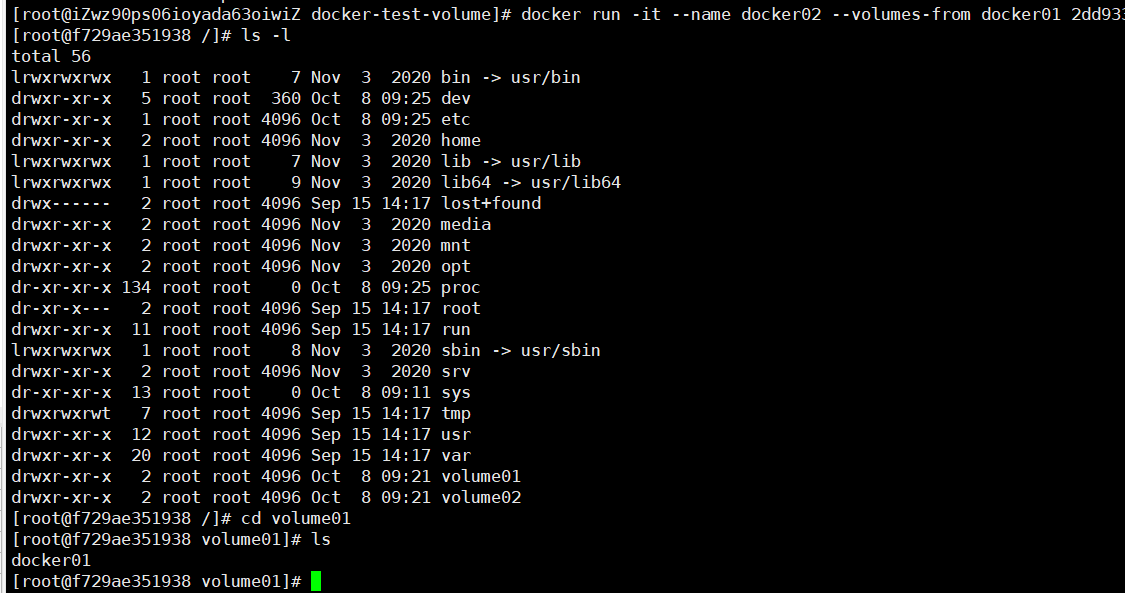 [root@iZwz90ps06ioyada63oiwiZ docker-test-volume]# docker run -it --name docker02 --volumes-from docker01 2dd933
[root@f729ae351938 /]# ls -l
total 56
lrwxrwxrwx   1 root root    7 Nov  3  2020 bin -> usr/bin
drwxr-xr-x   5 root root  360 Oct  8 09:25 dev
drwxr-xr-x   1 root root 4096 Oct  8 09:25 etc
drwxr-xr-x   2 root root 4096 Nov  3  2020 home
lrwxrwxrwx   1 root root    7 Nov  3  2020 lib -> usr/lib
lrwxrwxrwx   1 root root    9 Nov  3  2020 lib64 -> usr/lib64
drwx------   2 root root 4096 Sep 15 14:17 lost+found
drwxr-xr-x   2 root root 4096 Nov  3  2020 media
drwxr-xr-x   2 root root 4096 Nov  3  2020 mnt
drwxr-xr-x   2 root root 4096 Nov  3  2020 opt
dr-xr-xr-x 134 root root    0 Oct  8 09:25 proc
dr-xr-x---   2 root root 4096 Sep 15 14:17 root
drwxr-xr-x  11 root root 4096 Sep 15 14:17 run
lrwxrwxrwx   1 root root    8 Nov  3  2020 sbin -> usr/sbin
drwxr-xr-x   2 root root 4096 Nov  3  2020 srv
dr-xr-xr-x  13 root root    0 Oct  8 09:11 sys
drwxrwxrwt   7 root root 4096 Sep 15 14:17 tmp
drwxr-xr-x  12 root root 4096 Sep 15 14:17 usr
drwxr-xr-x  20 root root 4096 Sep 15 14:17 var
drwxr-xr-x   2 root root 4096 Oct  8 09:21 volume01
drwxr-xr-x   2 root root 4096 Oct  8 09:21 volume02
[root@f729ae351938 /]# cd volume01
[root@f729ae351938 volume01]# ls
docker01
[root@f729ae351938 volume01]#